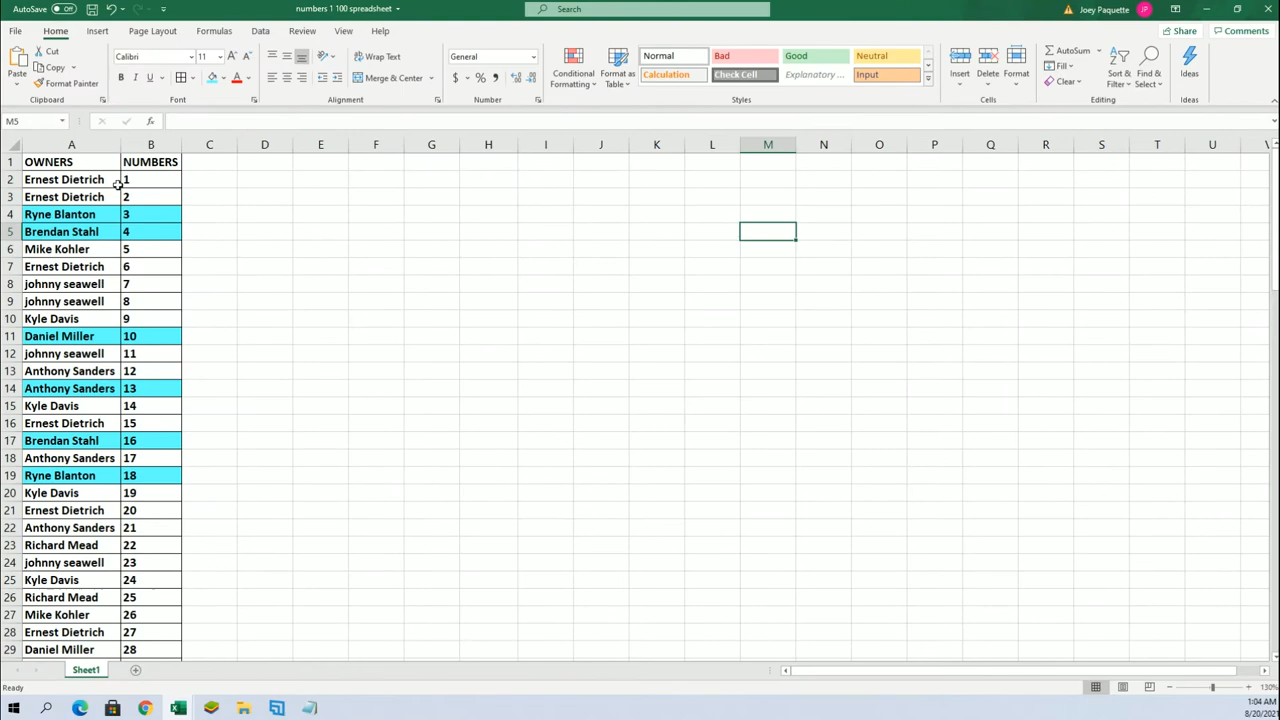 AutoSave Off numbers 1 100 spreadsheet Search Joey Paquette JP
File Home Insert Page Layout Formulas Data Review View Help Share Comments
Paste Cut Copy Format Painter Clipboard
Calibri 11 A A B I U A Font
Wrap Text Merge & Center Alignment
General $ % Number
Conditional Formatting Format as Table
Normal Bad Good Neutral
Calculation Check Cell Explanatory ... Input
Styles
Insert Delete Format Cells
AutoSum Fill Clear Sort & Filter Find & Select Editing
Ideas Ideas
M5 fx
A B C D E F G H I J K L M N O P Q R S T U V
1 OWNERS NUMBERS
2 Ernest Dietrich 1
3 Ernest Dietrich 2
4 Ryne Blanton 3
5 Brendan Stahl 4
6 Mike Kohler 5
7 Ernest Dietrich 6
8 johnny seawell 7
9 johnny seawell 8
10 Kyle Davis 9
11 Daniel Miller 10
12 johnny seawell 11
13 Anthony Sanders 12
14 Anthony Sanders 13
15 Kyle Davis 14
16 Ernest Dietrich 15
17 Brendan Stahl 16
18 Anthony Sanders 17
19 Ryne Blanton 18
20 Kyle Davis 19
21 Ernest Dietrich 20
22 Anthony Sanders 21
23 Richard Mead 22
24 johnny seawell 23
25 Kyle Davis 24
26 Richard Mead 25
27 Mike Kohler 26
28 Ernest Dietrich 27
29 Daniel Miller 28
Sheet1
Ready 130%
1:04 AM